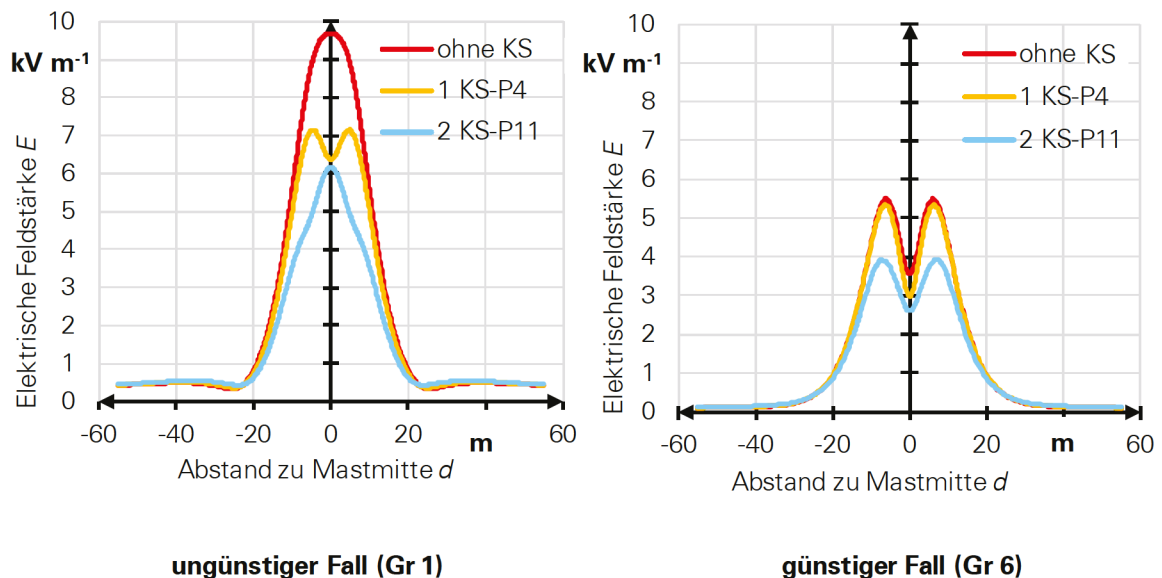 10
kV m-1
9
8
7
6
5
4
3
2
1
0
Elektrische Feldstärke E
ohne KS
1 KS-P4
2 KS-P11
-60
-40
-20
0
20
m
60
Abstand zu Mastmitte d
ungünstiger Fall (Gr 1)
10
kV m-1
8
7
6
5
4
3
2
1
0
Elektrische Feldstärke E
ohne KS
1 KS-P4
2 KS-P11
-60
-40
-20
0
20
m
60
Abstand zu Mastmitte d
günstiger Fall (Gr 6)